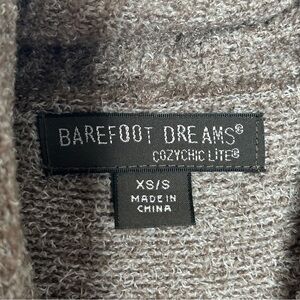 BAREFOOT DREAMS®
COZYCHIC LITE®
XS/S
MADE IN
CHINA